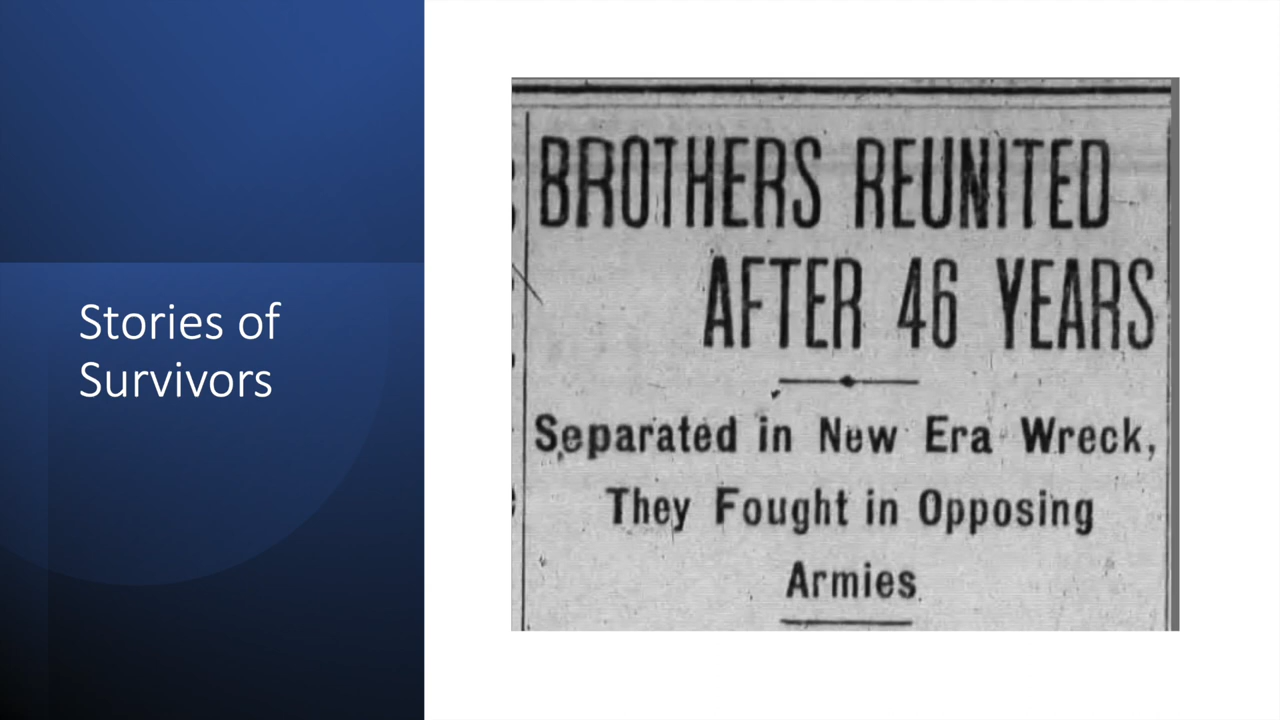 Stories of
Survivors
BROTHERS REUNITED
AFTER 46 YEARS
Separated in New Era Wreck,
They Fought in Opposing
Armies